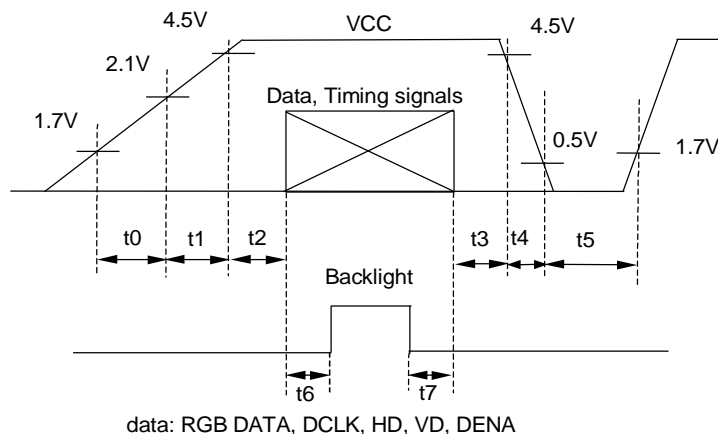 4.5V
VCC
4.5V
2.1V
Data, Timing signals
1.7V
0.5V
1.7V
t0
t1
t2
t3
t4
t5
Backlight
t6
t7
data: RGB DATA, DCLK, HD, VD, DENA